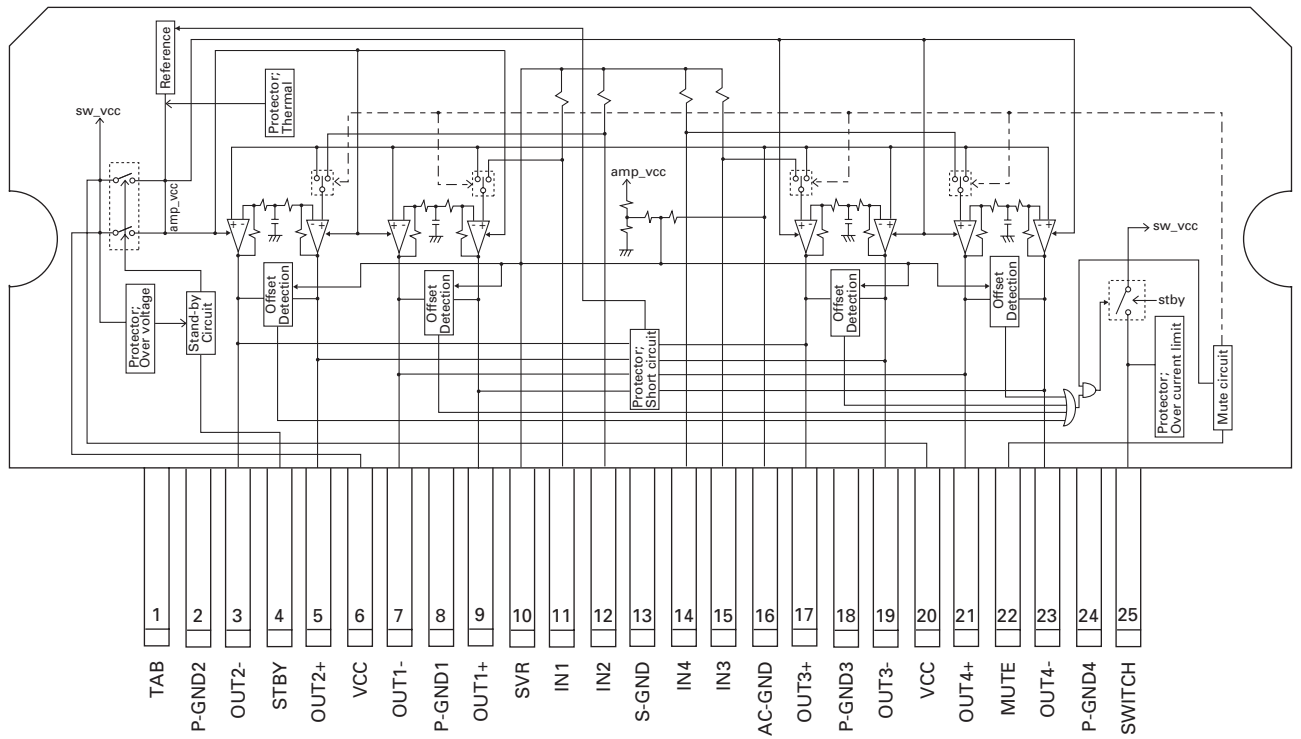 Reference
Protector;
Thermal
sw_vcc
amp_vcc
amp_vcc
+ -
- +
+ -
- +
+ -
- +
+ -
- +
sw_vcc
stby
Protector;
Over voltage
Stand-by
Circuit
Offset
Detection
Offset
Detection
Protector;
Short circuit
Offset
Detection
Offset
Detection
Protector;
Over current limit
Mute circuit
1
2
3
4
5
6
7
8
9
10
11
12
13
14
15
16
17
18
19
20
21
22
23
24
25
TAB
P-GND2
OUT2-
STBY
OUT2+
VCC
OUT1-
P-GND1
OUT1+
SVR
IN1
IN2
S-GND
IN4
IN3
AC-GND
OUT3+
P-GND3
OUT3-
VCC
OUT4+
MUTE
OUT4-
P-GND4
SWITCH